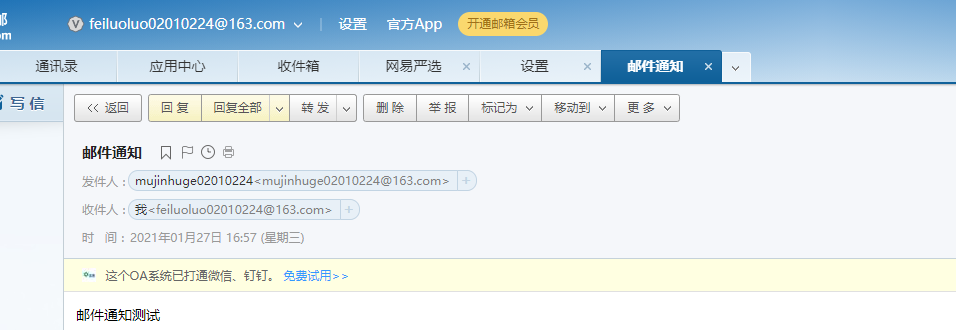 邮 feiluoluo02010224@163.com 设置 官方App 开通邮箱会员
om
通讯录 应用中心 收件箱 网易严选 设置 邮件通知
写信 << 返回 回复 回复全部 转发 删除 举报 标记为 移动到 更多
邮件通知
发件人：mujinhuge02010224<mujinhuge02010224@163.com> +
收件人：我<feiluoluo02010224@163.com> +
时 间：2021年01月27日 16:57 (星期三)
这个OA系统已打通微信、钉钉。 免费试用>>
邮件通知测试